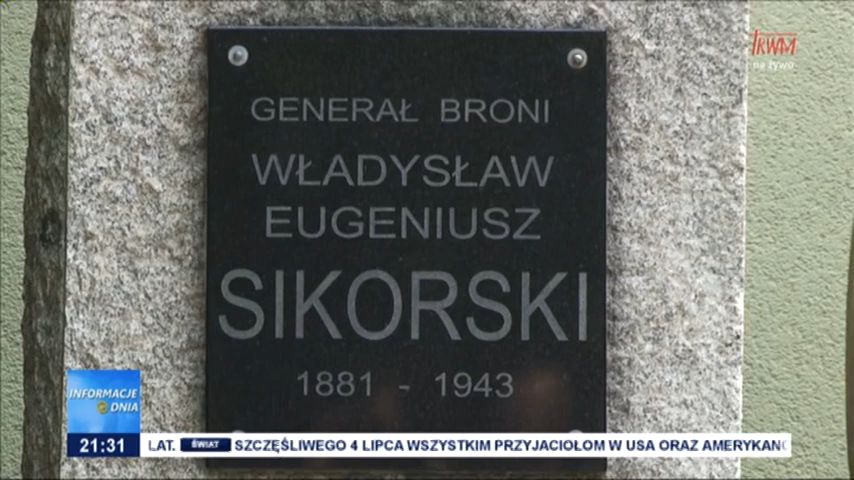 TRWAM
na żywo
GENERAŁ BRONI
WŁADYSŁAW
EUGENIUSZ
SIKORSKI
1881 - 1943
INFORMACJE
DNIA
21:31 LAT. ŚWIAT SZCZĘŚLIWEGO 4 LIPCA WSZYSTKIM PRZYJACIOŁOM W USA ORAZ AMERYKANO